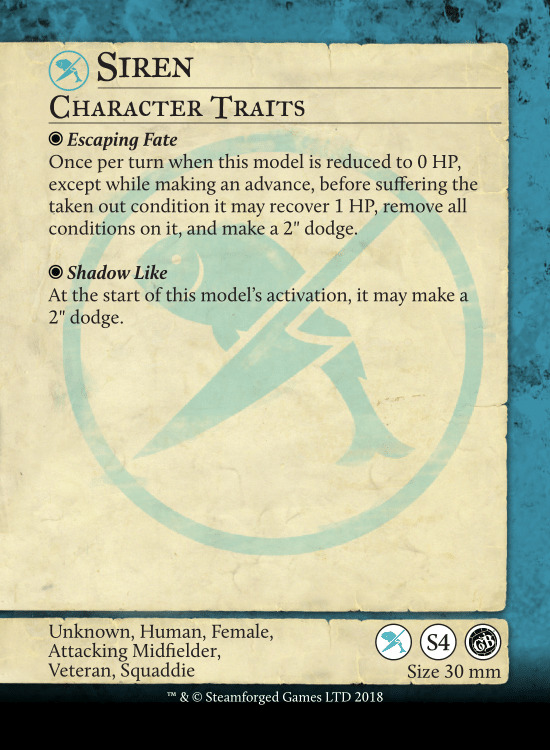 Siren
Character Traits
Escaping Fate
Once per turn when this model is reduced to 0 HP,
except while making an advance, before suffering the
taken out condition it may recover 1 HP, remove all
conditions on it, and make a 2" dodge.
Shadow Like
At the start of this model's activation, it may make a
2" dodge.
Unknown, Human, Female,
Attacking Midfielder,
Veteran, Squaddie
S4
GB
Size 30 mm
™ & © Steamforged Games LTD 2018